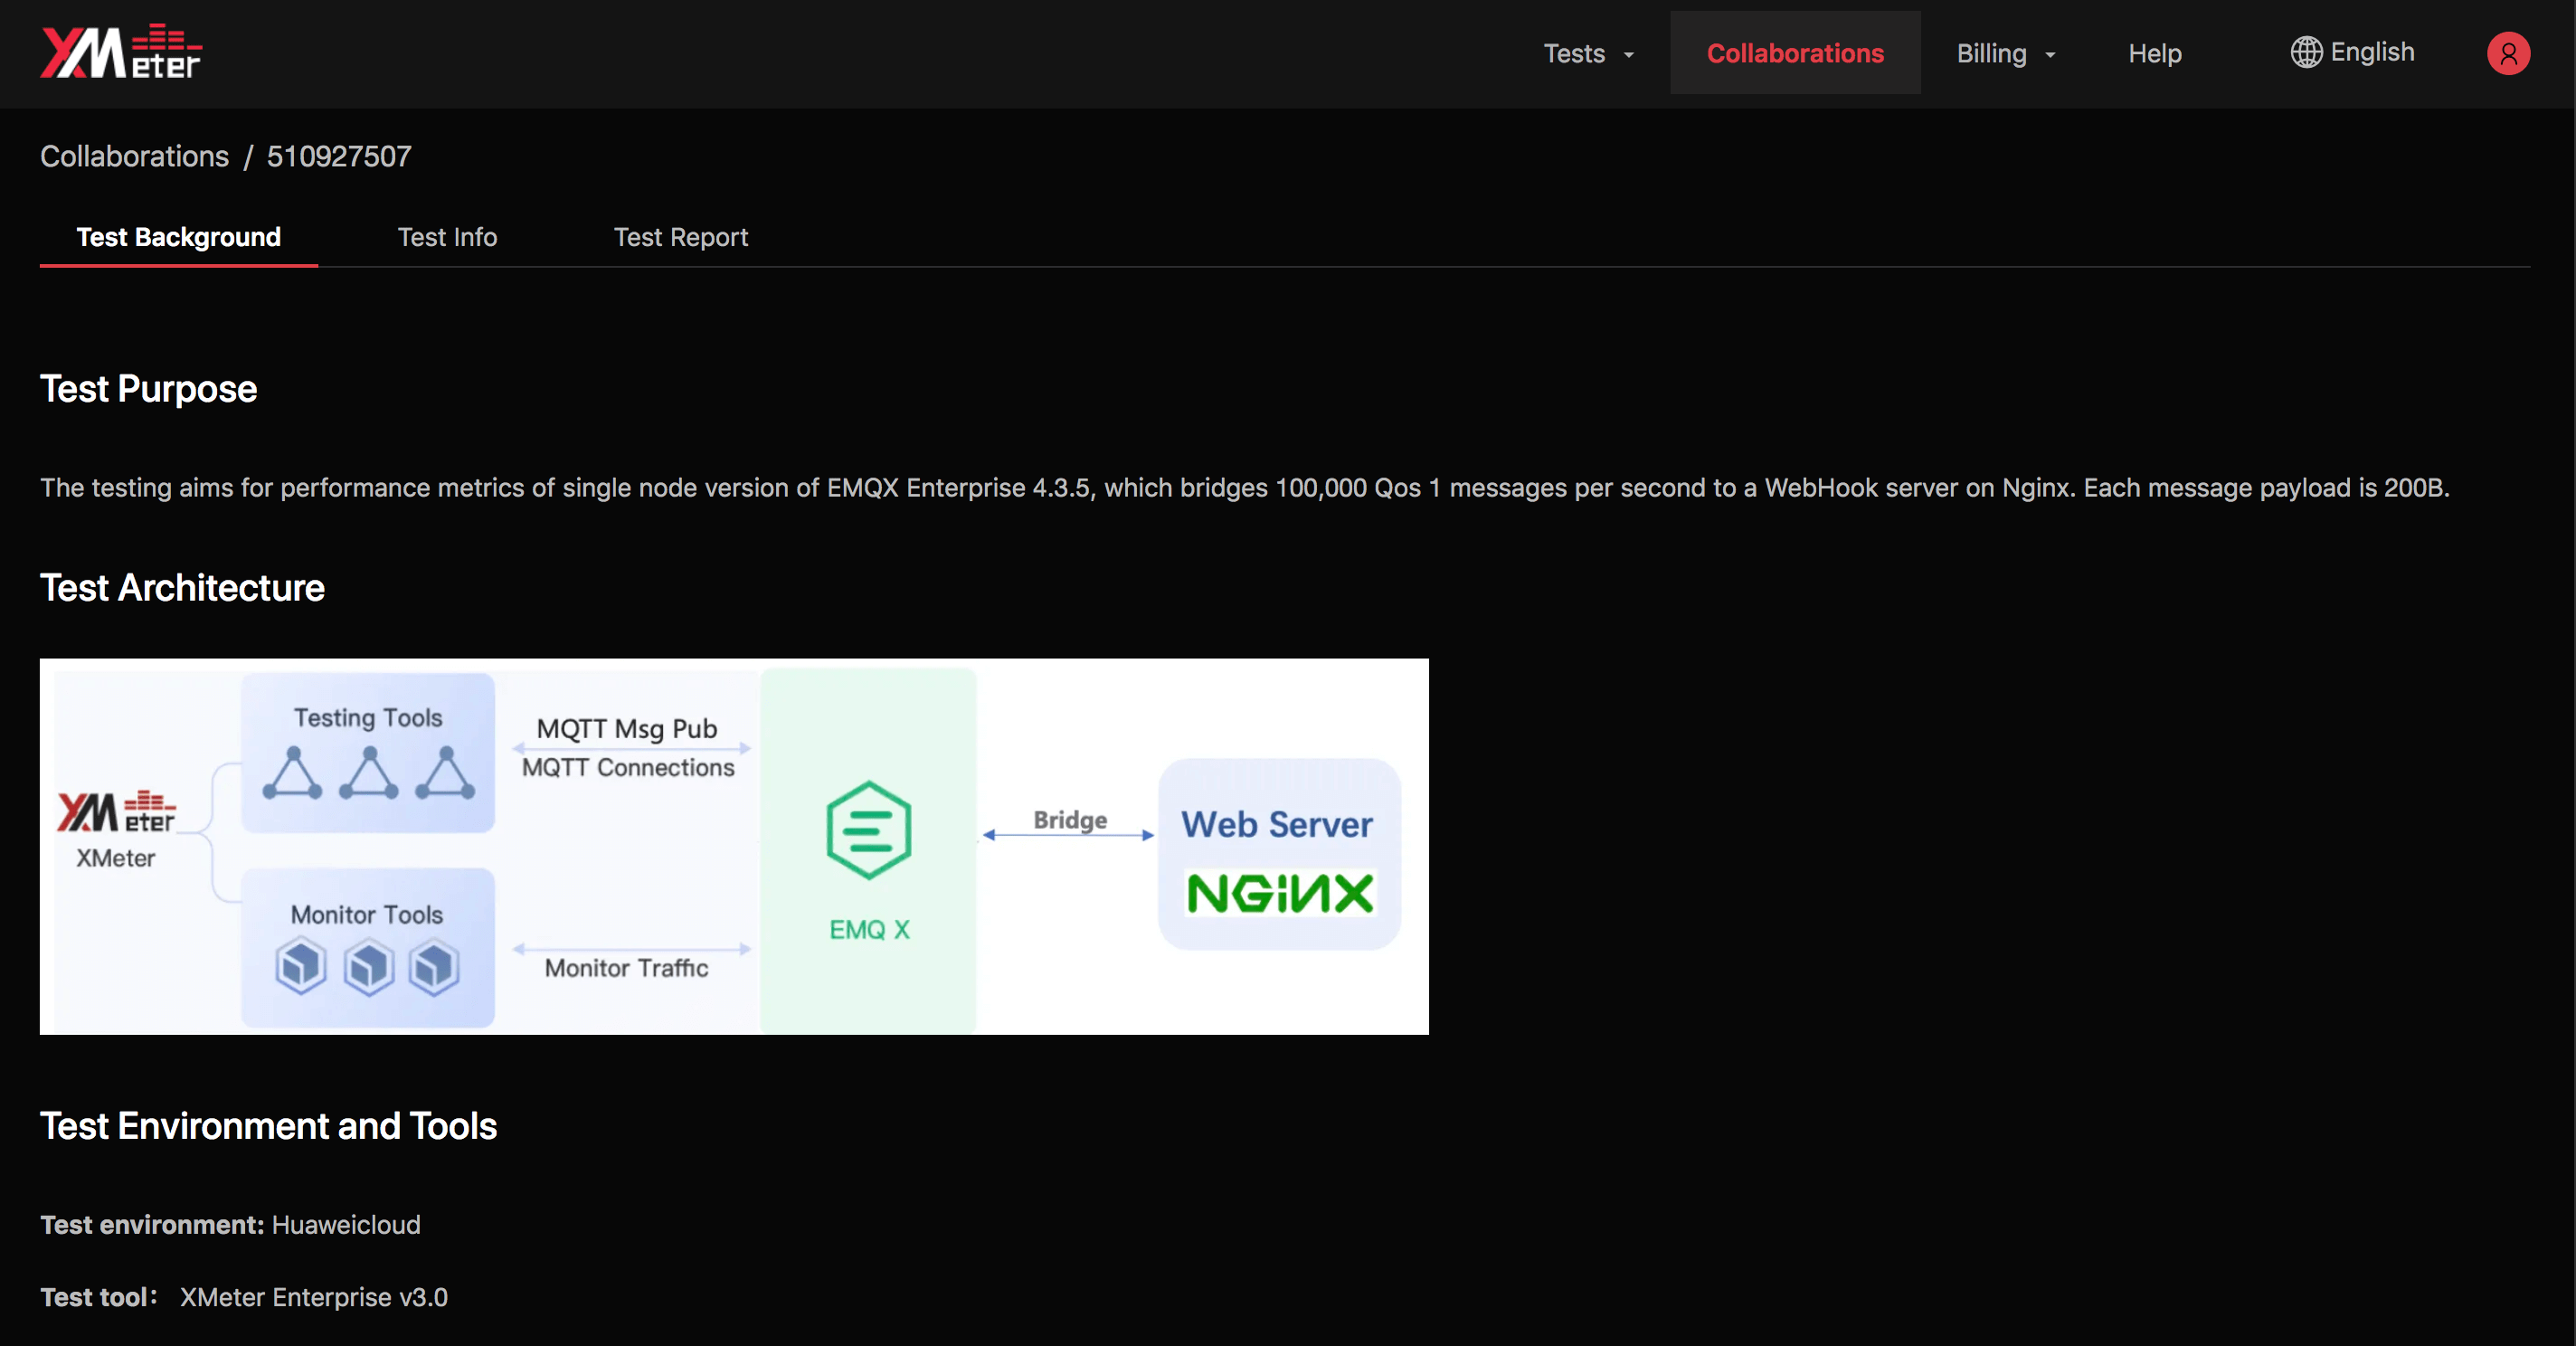 XMeter
Tests
Collaborations
Billing
Help
English
Collaborations / 510927507
Test Background
Test Info
Test Report
Test Purpose
The testing aims for performance metrics of single node version of EMQX Enterprise 4.3.5, which bridges 100,000 Qos 1 messages per second to a WebHook server on Nginx. Each message payload is 200B.
Test Architecture
XMeter
XMeter
Testing Tools
Monitor Tools
MQTT Msg Pub
MQTT Connections
Monitor Traffic
EMQ X
Bridge
Web Server
NGiNX
Test Environment and Tools
Test environment: Huaweicloud
Test tool： XMeter Enterprise v3.0